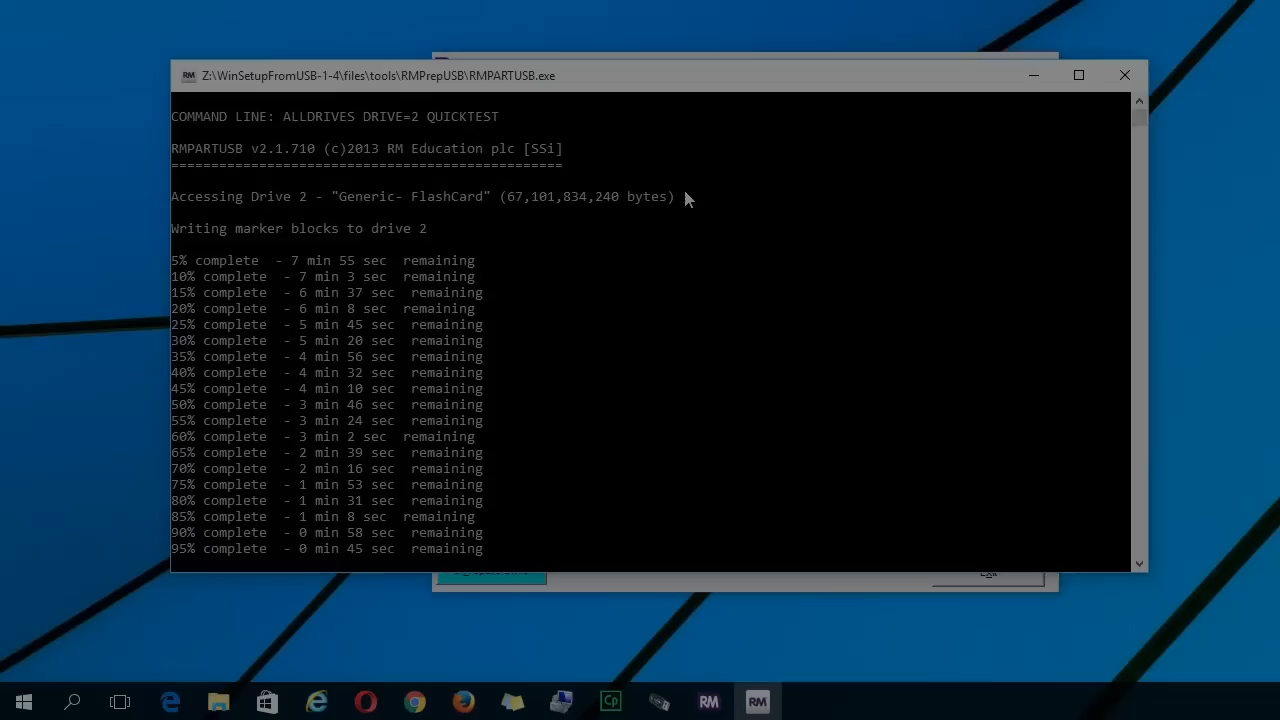 RM Z:\WinSetupFromUSB-1-4\files\tools\RMPrepUSB\RMPARTUSB.exe
COMMAND LINE: ALLDRIVES DRIVE=2 QUICKTEST
RMPARTUSB v2.1.710 (c)2013 RM Education plc [SSi]
=================================================
Accessing Drive 2 - "Generic- FlashCard" (67,101,834,240 bytes)
Writing marker blocks to drive 2
5% complete  - 7 min 55 sec  remaining
10% complete  - 7 min 3 sec  remaining
15% complete  - 6 min 37 sec  remaining
20% complete  - 6 min 8 sec  remaining
25% complete  - 5 min 45 sec  remaining
30% complete  - 5 min 20 sec  remaining
35% complete  - 4 min 56 sec  remaining
40% complete  - 4 min 32 sec  remaining
45% complete  - 4 min 10 sec  remaining
50% complete  - 3 min 46 sec  remaining
55% complete  - 3 min 24 sec  remaining
60% complete  - 3 min 2 sec  remaining
65% complete  - 2 min 39 sec  remaining
70% complete  - 2 min 16 sec  remaining
75% complete  - 1 min 53 sec  remaining
80% complete  - 1 min 31 sec  remaining
85% complete  - 1 min 8 sec  remaining
90% complete  - 0 min 58 sec  remaining
95% complete  - 0 min 45 sec  remaining
Cp RM RM